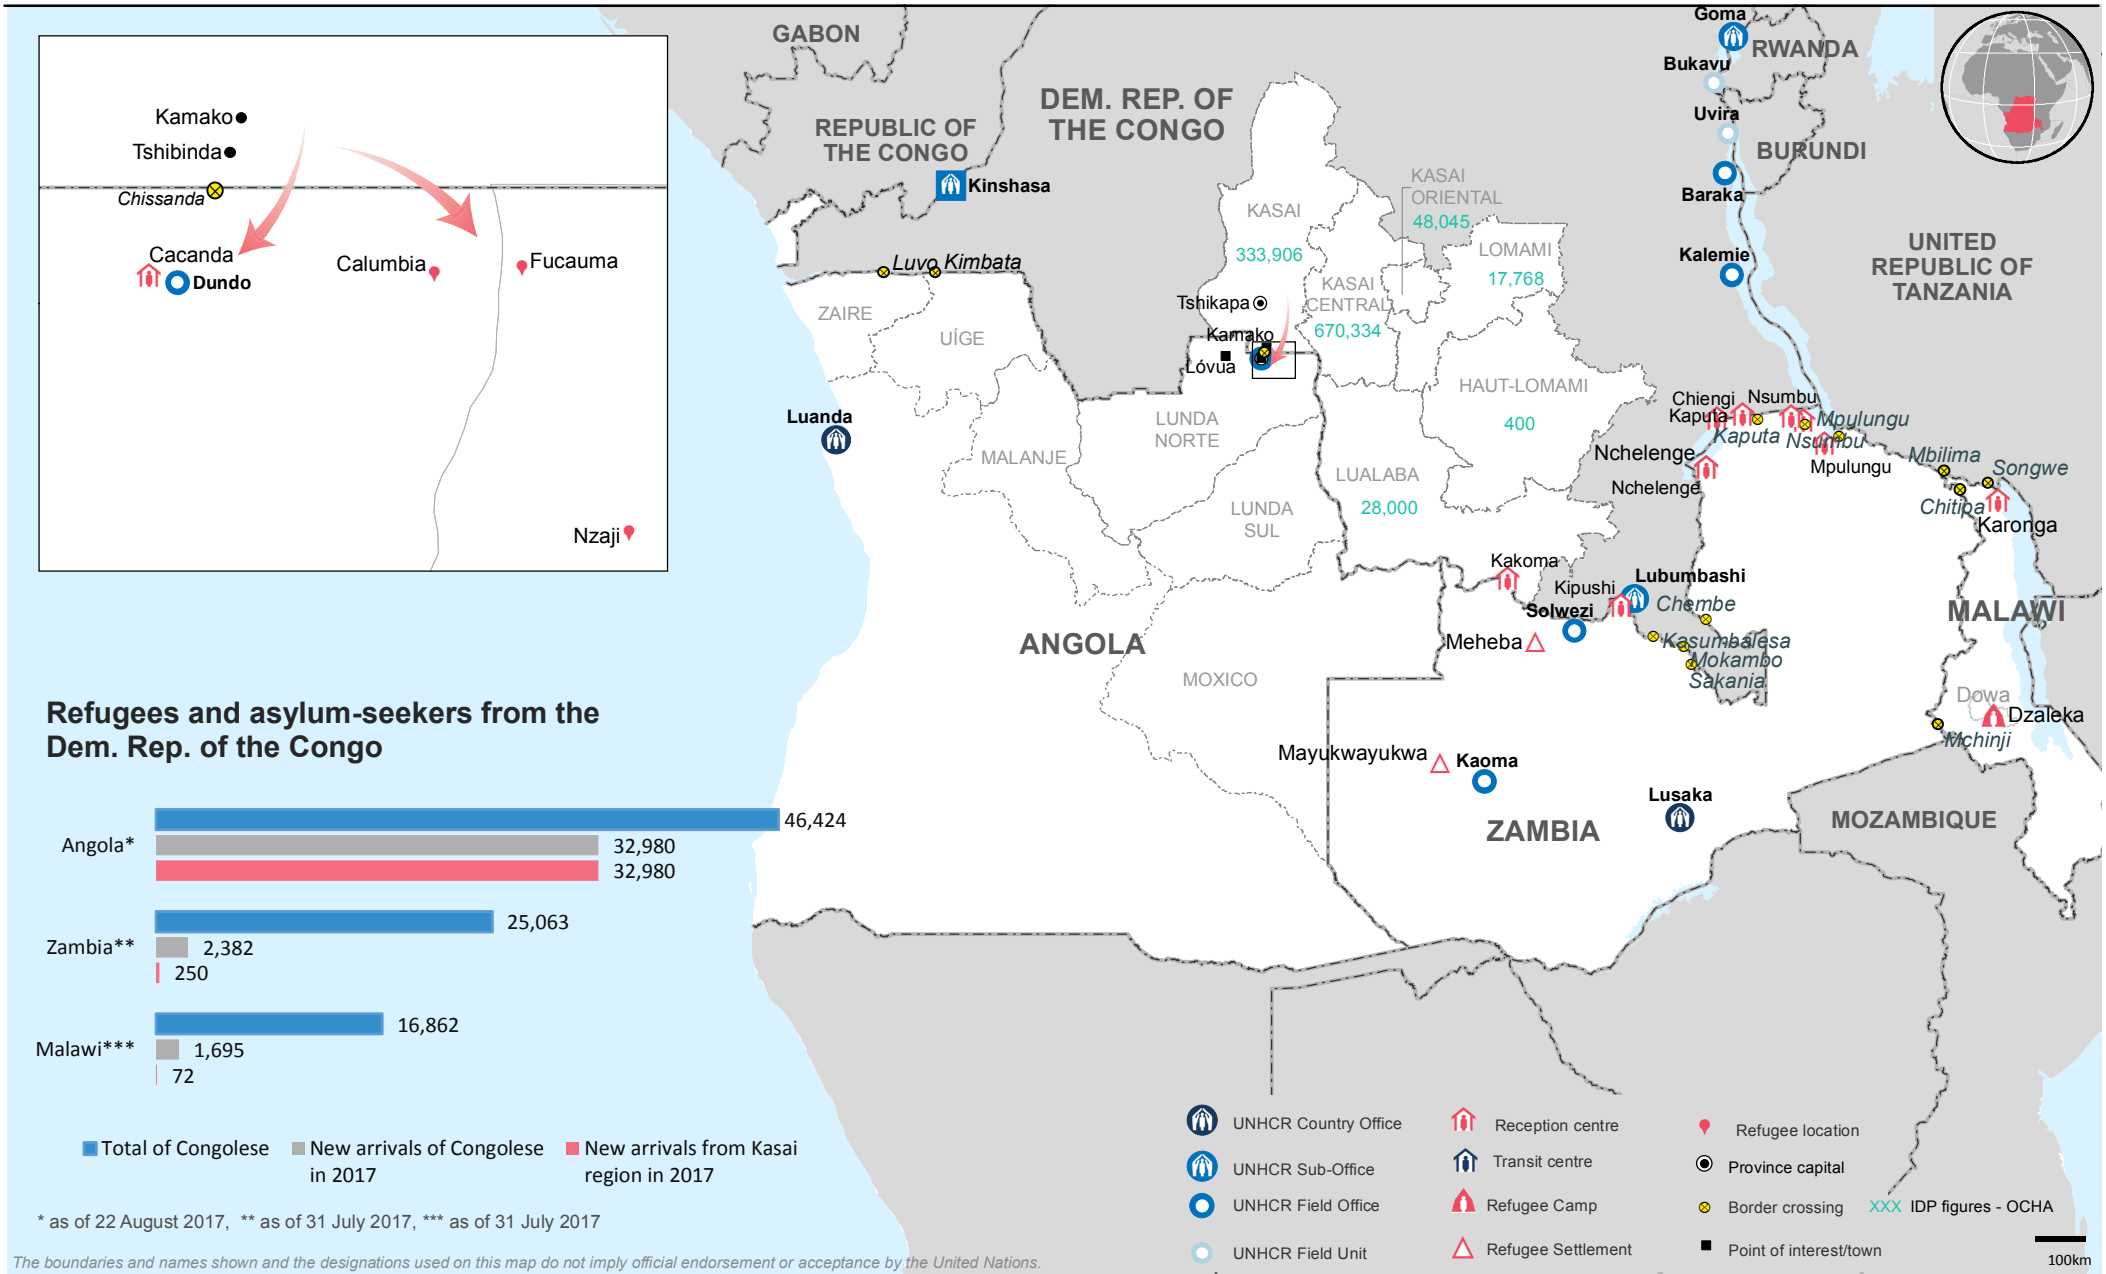 GABON
REPUBLIC OF
THE CONGO
DEM. REP. OF
THE CONGO
Kinshasa
Goma
RWANDA
Bukavu
Uvira
BURUNDI
Baraka
Kalemie
UNITED
REPUBLIC OF
TANZANIA
Kamako
Tshibinda
Chissanda
Cacanda
Dundo
Calumbia
Fucauma
Nzaji
Luvo
Kimbata
KASAI
333,906
KASAI
ORIENTAL
48,045
LOMAMI
17,768
KASAI
CENTRAL
670,334
Tshikapa
Kamako
Lóvua
ZAIRE
UÍGE
Luanda
MALANJE
LUNDA
NORTE
LUNDA
SUL
HAUT-LOMAMI
400
LUALABA
28,000
Chiengi
Nsumbu
Kaputa
Mpulungu
Kaputa
Nsumbu
Nchelenge
Mpulungu
Nchelenge
Mbilima
Songwe
Chitipa
Karonga
Kakoma
Kipushi
Lubumbashi
Solwezi
Chembe
Meheba
Kasumbalesa
Mokambo
Sakania
MALAWI
ANGOLA
MOXICO
Dowa
Dzaleka
Mchinji
Mayukwayukwa
Kaoma
Lusaka
ZAMBIA
MOZAMBIQUE
Refugees and asylum-seekers from the
Dem. Rep. of the Congo
Angola*
46,424
32,980
32,980
Zambia**
25,063
2,382
250
Malawi***
16,862
1,695
72
Total of Congolese
New arrivals of Congolese
in 2017
New arrivals from Kasai
region in 2017
* as of 22 August 2017, ** as of 31 July 2017, *** as of 31 July 2017
The boundaries and names shown and the designations used on this map do not imply official endorsement or acceptance by the United Nations.
UNHCR Country Office
UNHCR Sub-Office
UNHCR Field Office
UNHCR Field Unit
Reception centre
Transit centre
Refugee Camp
Refugee Settlement
Refugee location
Province capital
Border crossing
Point of interest/town
XXX IDP figures - OCHA
100km